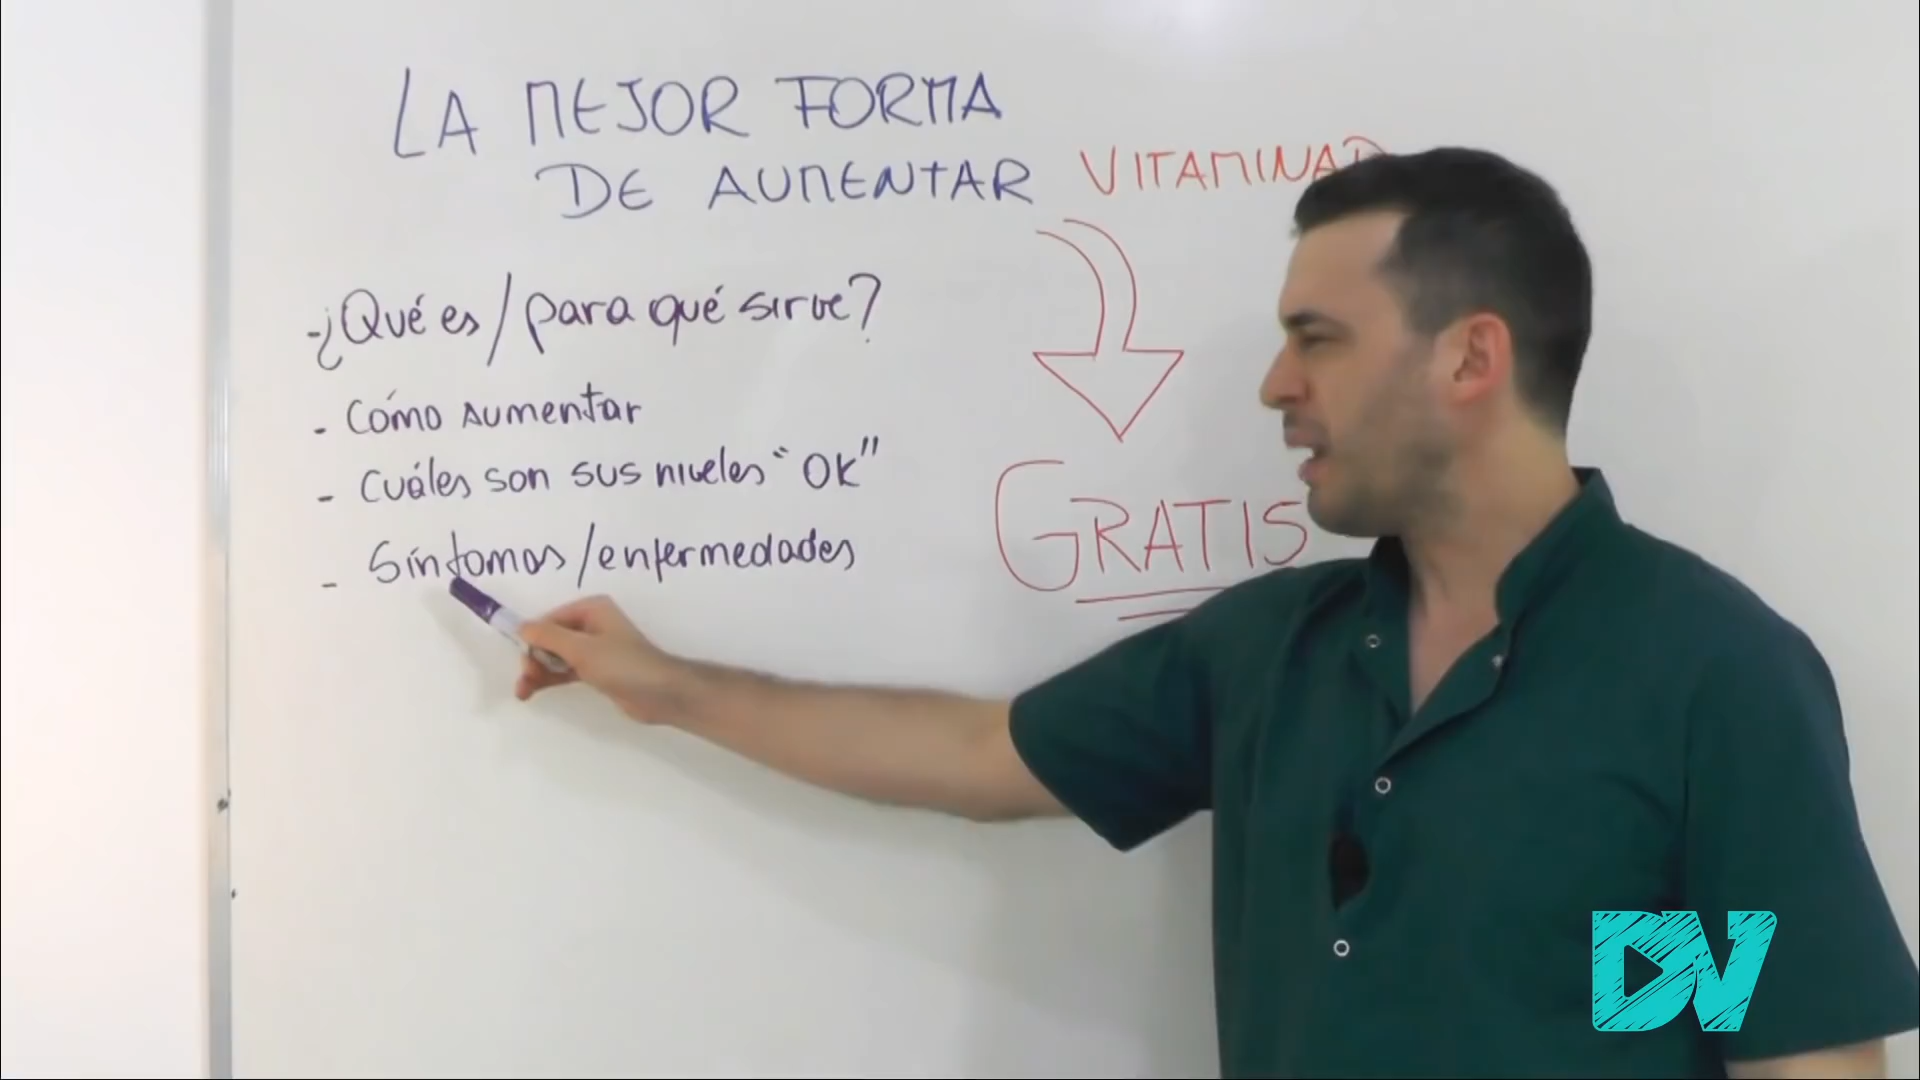 LA MEJOR FORMA
DE AUMENTAR VITAMINA D
-¿Qué es/para qué sirve?
- Cómo aumentar
- Cuáles son sus niveles "OK"
- Síntomas/enfermedades
GRATIS
DV